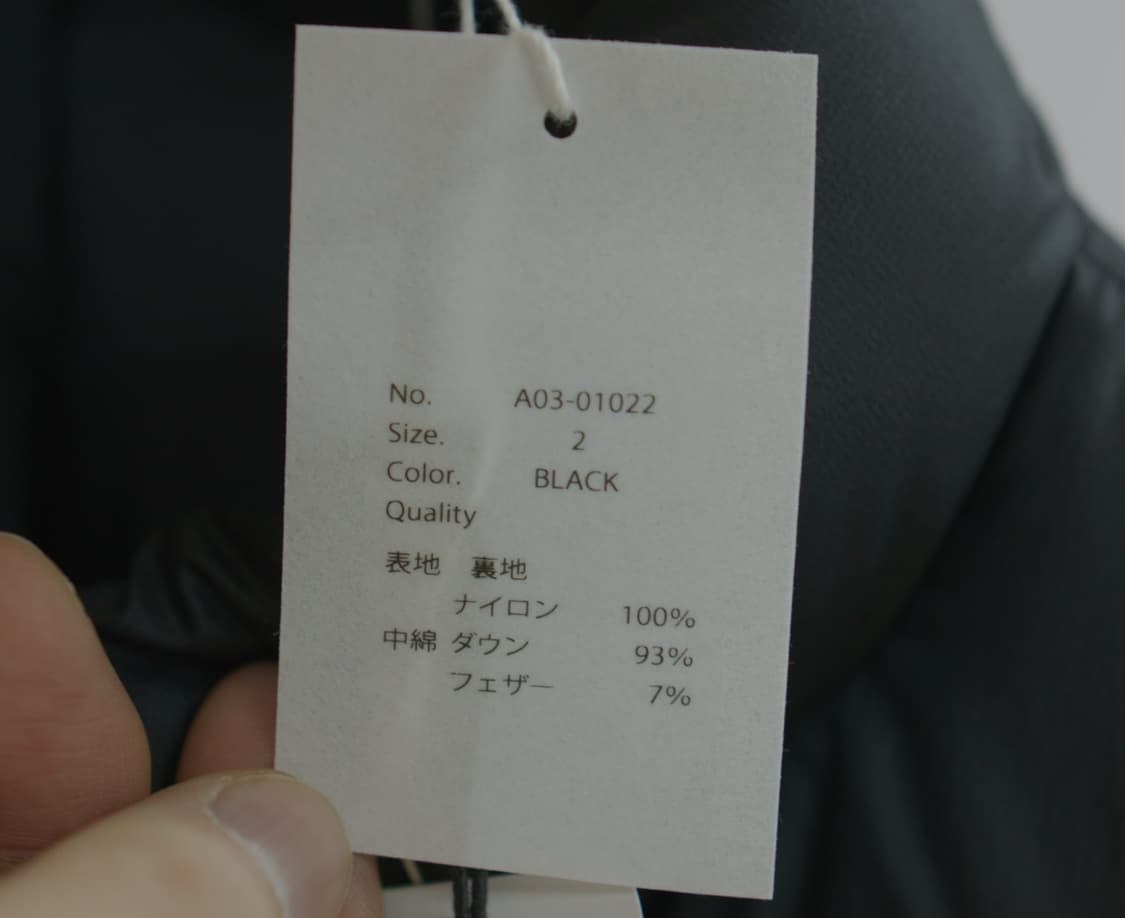 No. A03-01022
Size. 2
Color. BLACK
Quality
表地 裏地
ナイロン 100%
中綿 ダウン 93%
フェザー 7%